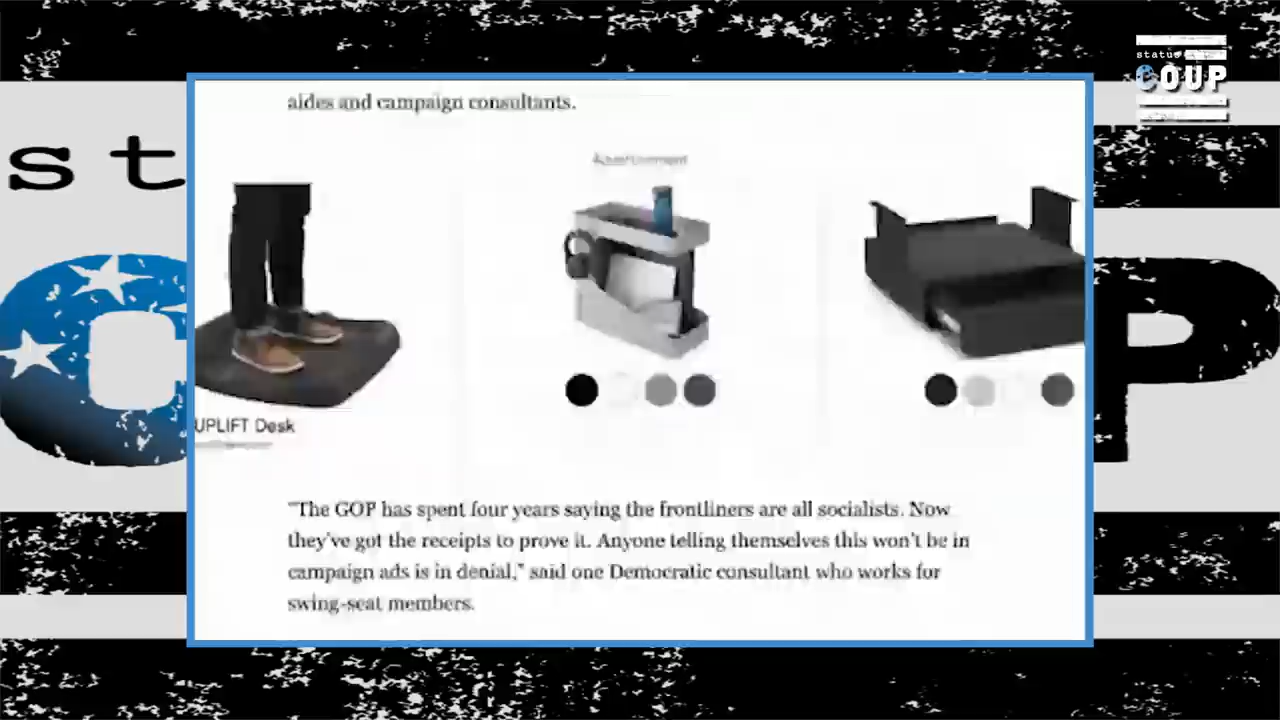 status
COUP
st
aides and campaign consultants.
Advertisement
UPLIFT Desk
"The GOP has spent four years saying the frontliners are all socialists. Now
they've got the receipts to prove it. Anyone telling themselves this won't be in
campaign ads is in denial," said one Democratic consultant who works for
swing-seat members.
C
P